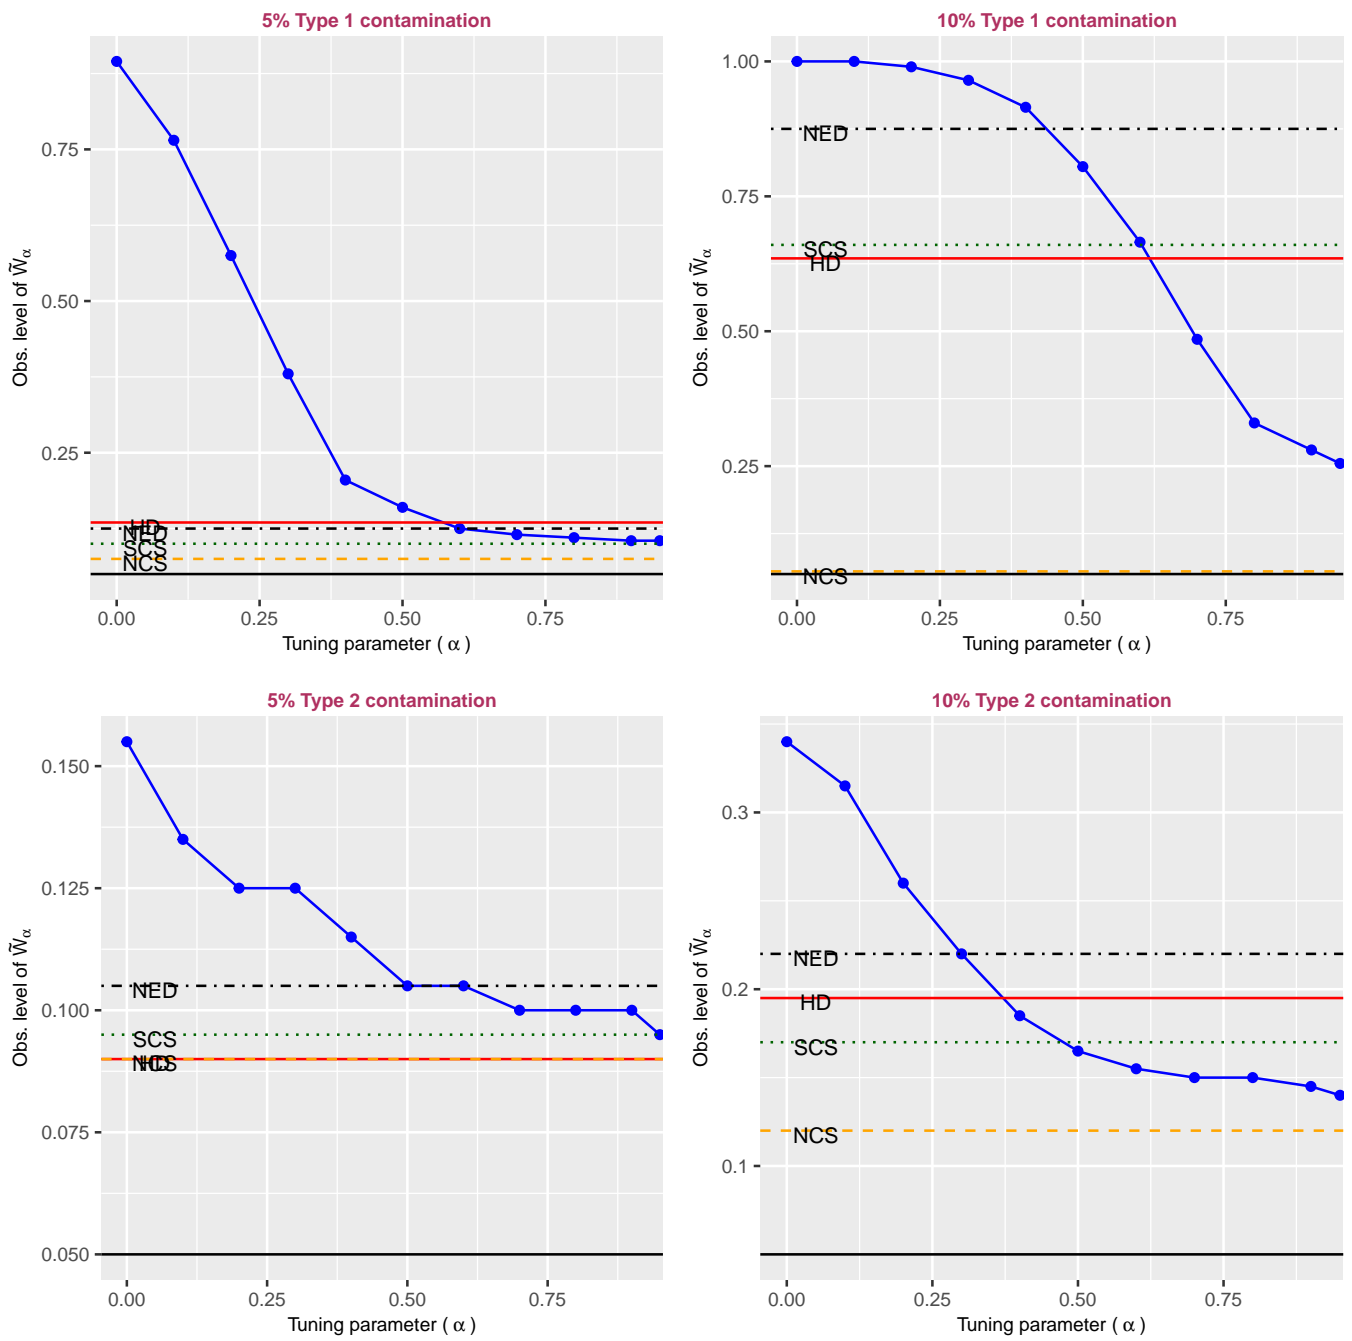 5% Type 1 contamination
0.75
0.50
0.25
Obs. level of W̃α
HD
NED
SCS
NCS
0.00 0.25 0.50 0.75
Tuning parameter ( α )
10% Type 1 contamination
1.00
0.75
0.50
0.25
Obs. level of W̃α
NED
SCS
HD
NCS
0.00 0.25 0.50 0.75
Tuning parameter ( α )
5% Type 2 contamination
0.150
0.125
0.100
0.075
0.050
Obs. level of W̃α
NED
SCS
HD
NCS
0.00 0.25 0.50 0.75
Tuning parameter ( α )
10% Type 2 contamination
0.3
0.2
0.1
Obs. level of W̃α
NED
HD
SCS
NCS
0.00 0.25 0.50 0.75
Tuning parameter ( α )